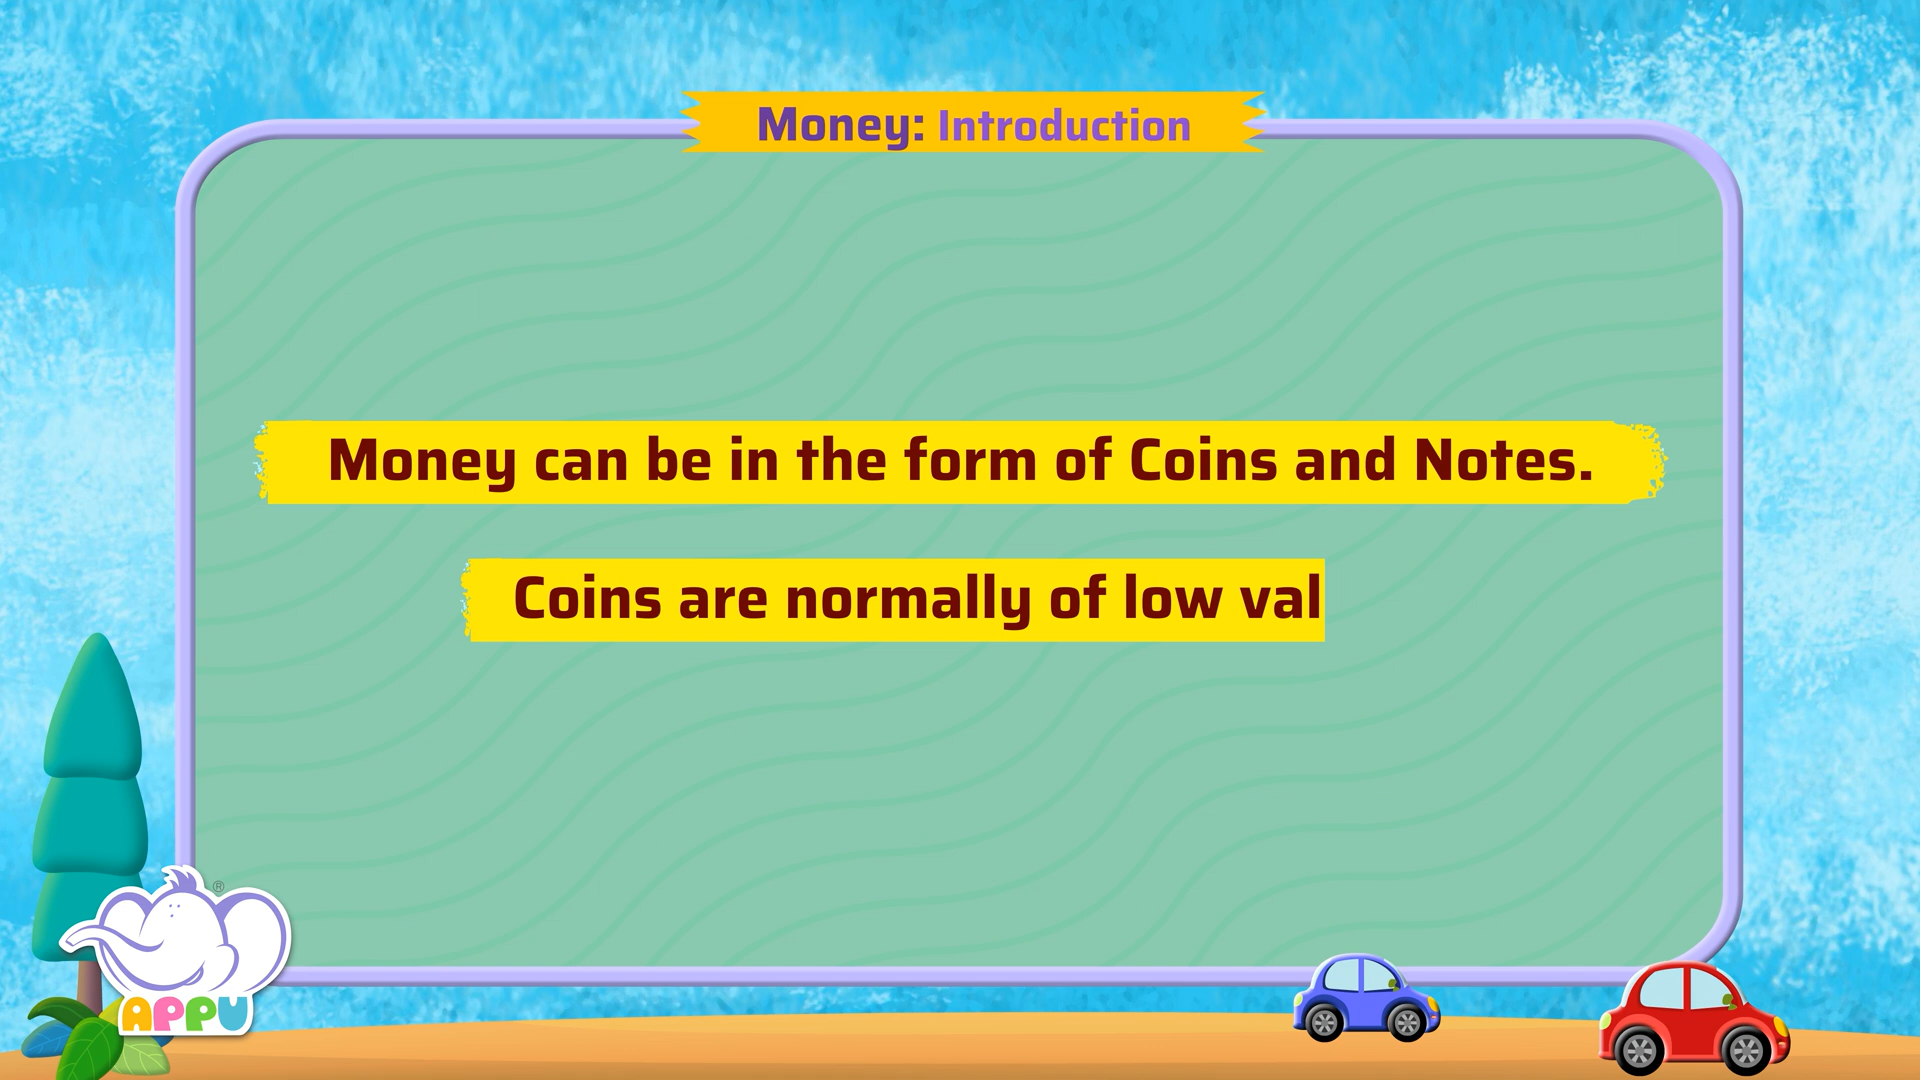 Money: Introduction
Money can be in the form of Coins and Notes.
Coins are normally of low val
®
APPU